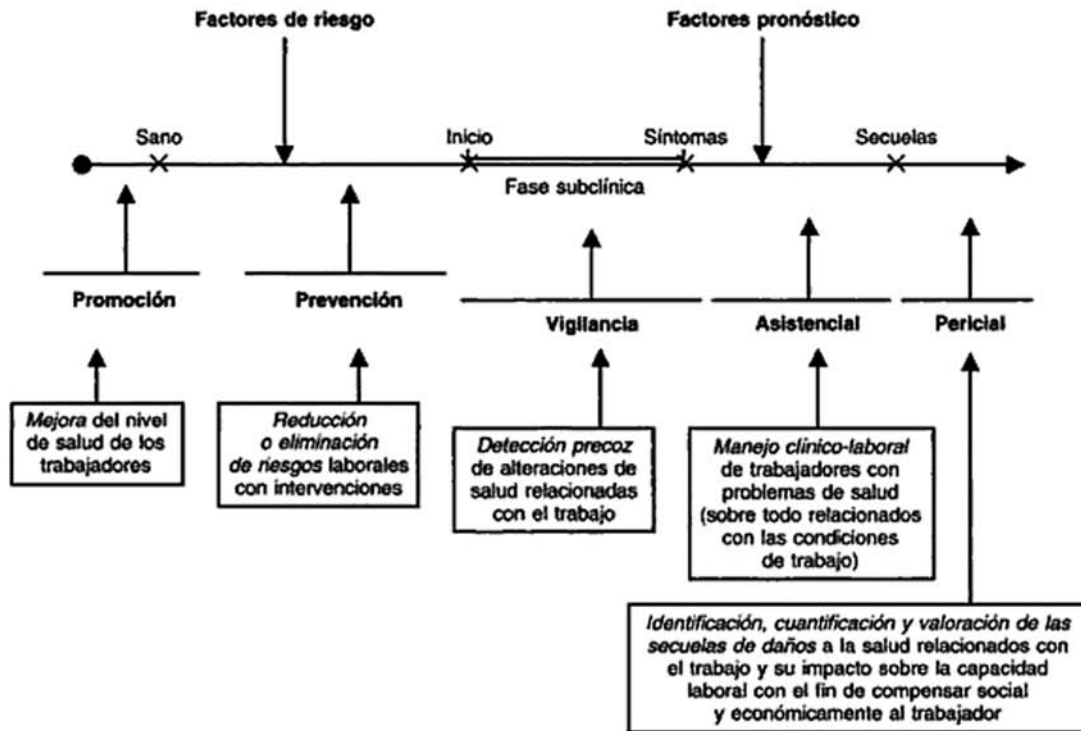 Factores de riesgo
Factores pronóstico
Sano
Inicio
Síntomas
Secuelas
Fase subclínica
Promoción
Prevención
Vigilancia
Asistencial
Pericial
Mejora del nivel
de salud de los
trabajadores
Reducción
o eliminación
de riesgos laborales
con intervenciones
Detección precoz
de alteraciones de
salud relacionadas
con el trabajo
Manejo clínico-laboral
de trabajadores con
problemas de salud
(sobre todo relacionados
con las condiciones
de trabajo)
Identificación, cuantificación y valoración de las
secuelas de daños a la salud relacionados con
el trabajo y su impacto sobre la capacidad
laboral con el fin de compensar social
y económicamente al trabajador